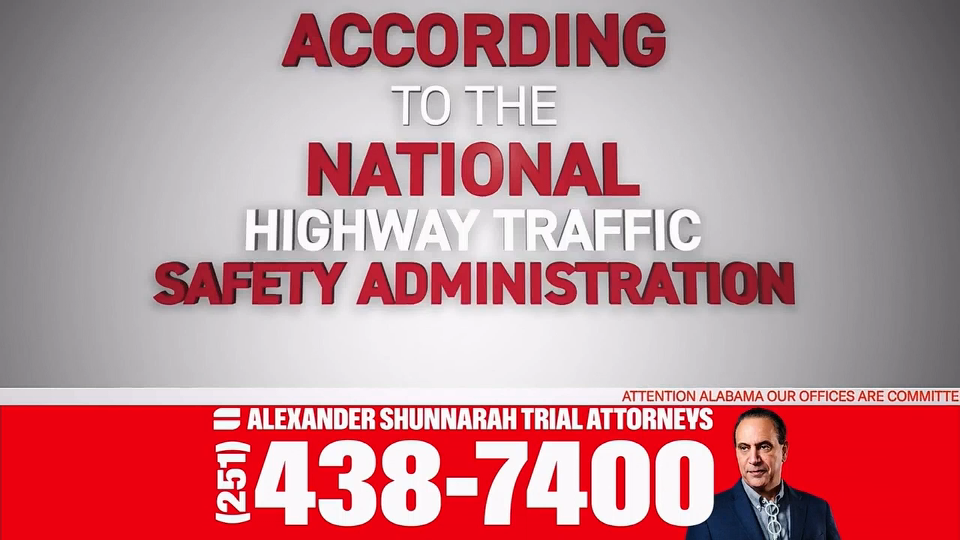 ACCORDING
TO THE
NATIONAL
HIGHWAY TRAFFIC
SAFETY ADMINISTRATION
ATTENTION ALABAMA OUR OFFICES ARE COMMITTE
ALEXANDER SHUNNARAH TRIAL ATTORNEYS
(251) 438-7400